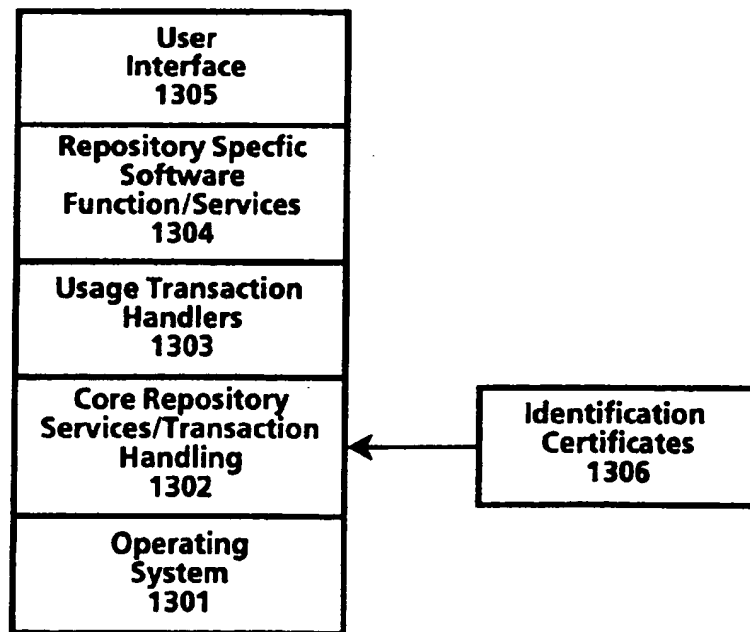 User
Interface
1305
Repository Specfic
Software
Function/Services
1304
Usage Transaction
Handlers
1303
Core Repository
Services/Transaction
Handling
1302
Identification
Certificates
1306
Operating
System
1301